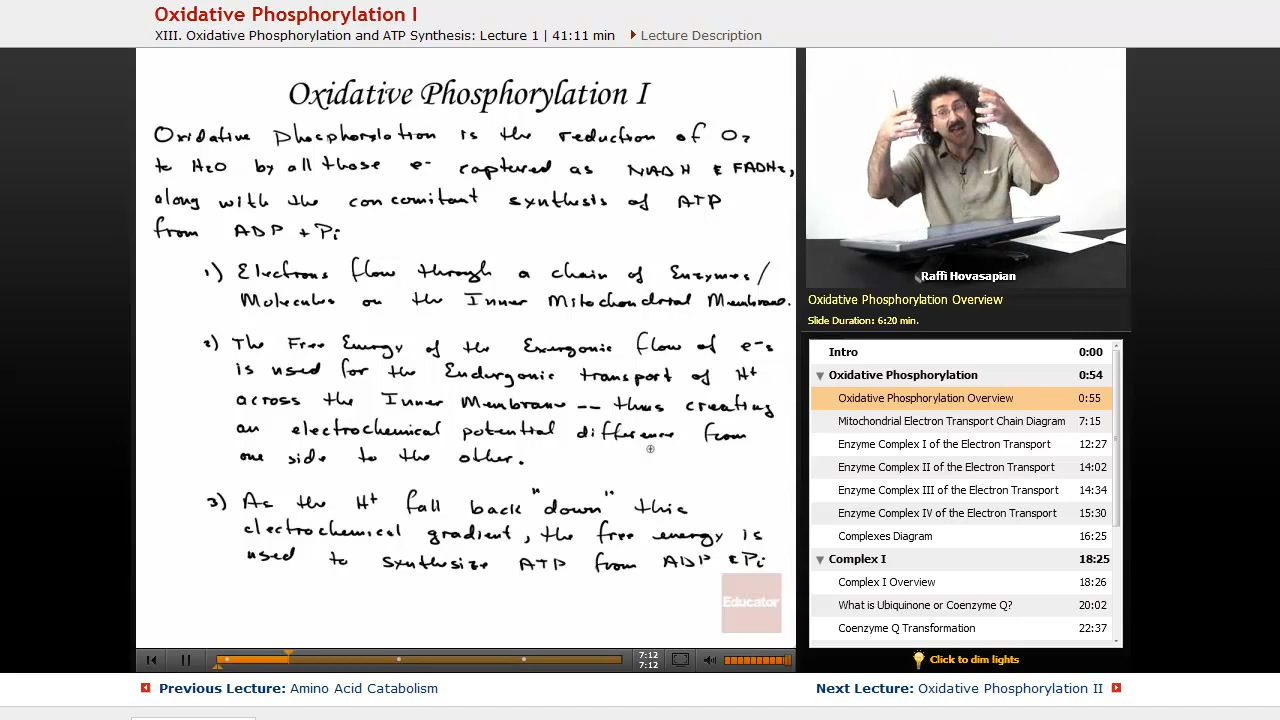 Oxidative Phosphorylation I
XIII. Oxidative Phosphorylation and ATP Synthesis: Lecture 1 | 41:11 min
Lecture Description
Oxidative Phosphorylation I
Oxidative phosphorylation is the reduction of O2
to H2O by all those e- captured as NADH & FADH2,
along with the concomitant synthesis of ATP
from ADP + Pi
1) Electrons flow through a chain of Enzymes/
Molecules on the Inner Mitochondrial Membrane.
2) The Free Energy of the Exergonic flow of e-s
is used for the Endergonic transport of H+
across the Inner Membrane -- thus creating
an electrochemical potential difference from
one side to the other.
3) As the H+ fall back "down" this
electrochemical gradient, the free energy is
used to synthesize ATP from ADP & Pi
Educator
7:12
7:12
Raffi Hovasapian
Oxidative Phosphorylation Overview
Slide Duration: 6:20 min.
Intro 0:00
Oxidative Phosphorylation 0:54
Oxidative Phosphorylation Overview 0:55
Mitochondrial Electron Transport Chain Diagram 7:15
Enzyme Complex I of the Electron Transport 12:27
Enzyme Complex II of the Electron Transport 14:02
Enzyme Complex III of the Electron Transport 14:34
Enzyme Complex IV of the Electron Transport 15:30
Complexes Diagram 16:25
Complex I 18:25
Complex I Overview 18:26
What is Ubiquinone or Coenzyme Q? 20:02
Coenzyme Q Transformation 22:37
Click to dim lights
Previous Lecture: Amino Acid Catabolism
Next Lecture: Oxidative Phosphorylation II